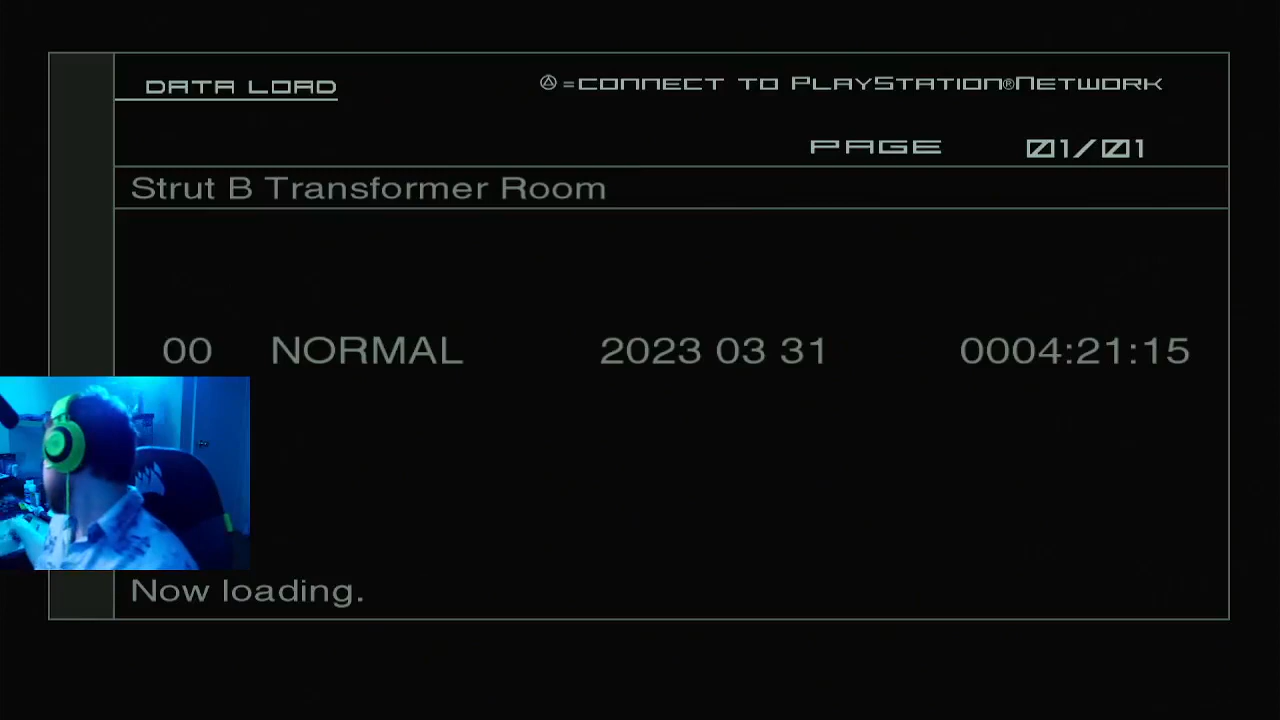 DATA LOAD
Ⓐ=CONNECT TO PLAYSTATION®NETWORK
PAGE 01/01
Strut B Transformer Room
00 NORMAL 2023 03 31 0004:21:15
Now loading.